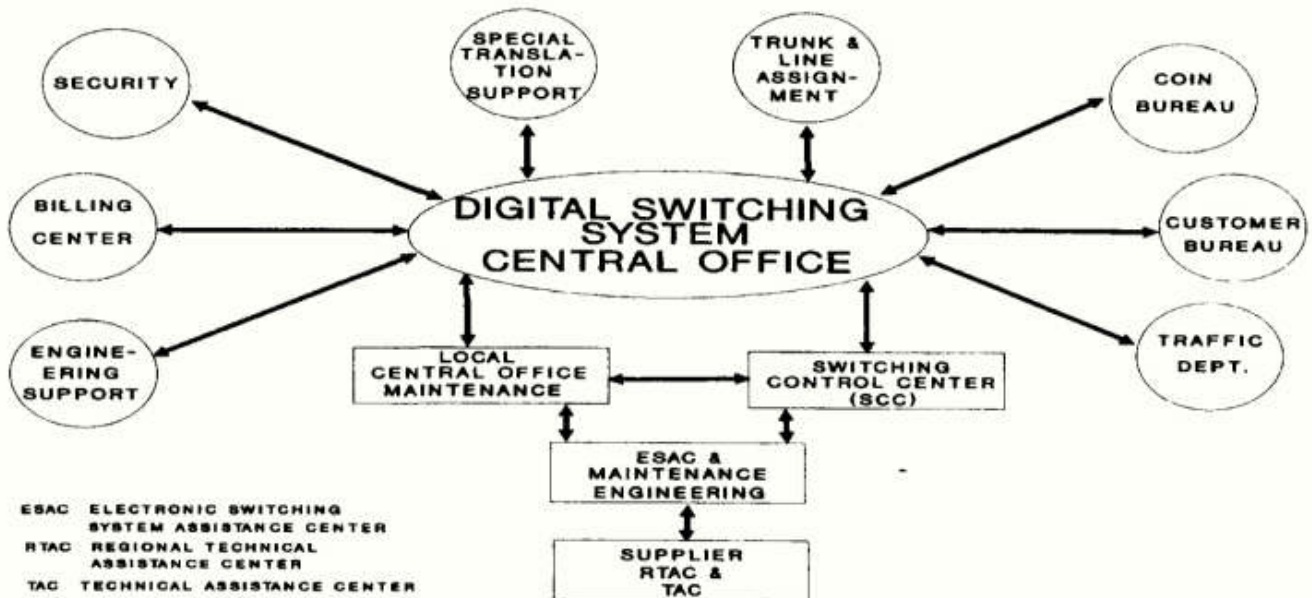 SECURITY
SPECIAL
TRANSLA-
TION
SUPPORT
TRUNK &
LINE
ASSIGN-
MENT
COIN
BUREAU
BILLING
CENTER
DIGITAL SWITCHING
SYSTEM
CENTRAL OFFICE
CUSTOMER
BUREAU
ENGINE-
ERING
SUPPORT
LOCAL
CENTRAL OFFICE
MAINTENANCE
SWITCHING
CONTROL CENTER
(SCC)
TRAFFIC
DEPT.
ESAC &
MAINTENANCE
ENGINEERING
SUPPLIER
RTAC &
TAC
ESAC ELECTRONIC SWITCHING
SYSTEM ASSISTANCE CENTER
RTAC REGIONAL TECHNICAL
ASSISTANCE CENTER
TAC TECHNICAL ASSISTANCE CENTER